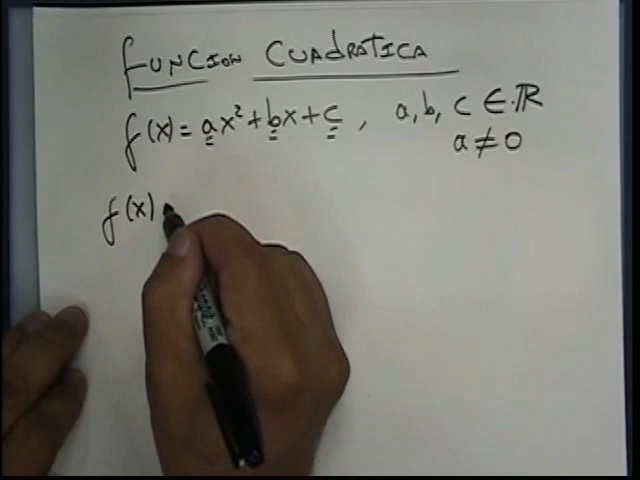 FUNCION CUADRATICA
f(x) = ax² + bx + c , a, b, c ∈ ℝ
a ≠ 0
f(x)